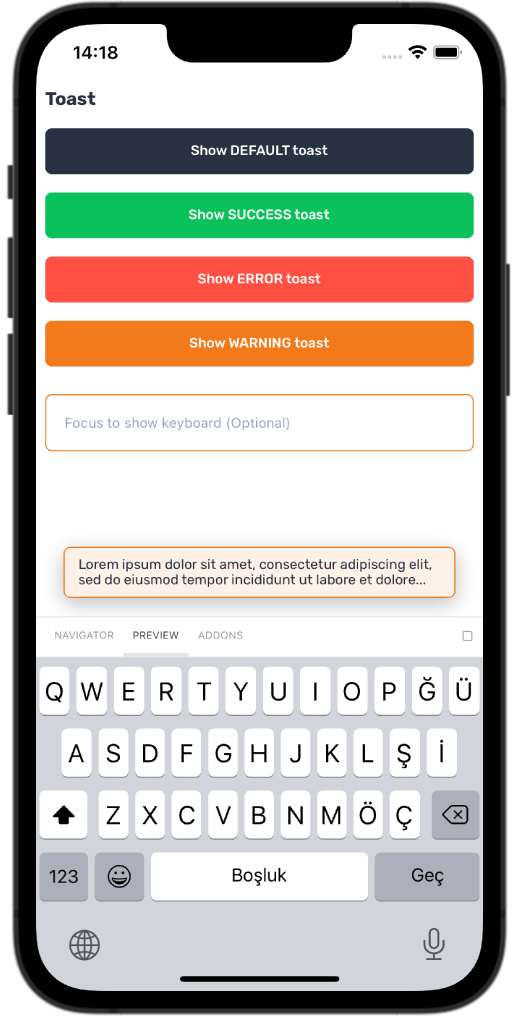 14:18
Toast
Show DEFAULT toast
Show SUCCESS toast
Show ERROR toast
Show WARNING toast
Focus to show keyboard (Optional)
Lorem ipsum dolor sit amet, consectetur adipiscing elit,
sed do eiusmod tempor incididunt ut labore et dolore...
NAVIGATOR PREVIEW ADDONS
Q W E R T Y U I O P Ğ Ü
A S D F G H J K L Ş İ
Z X C V B N M Ö Ç
123 Boşluk Geç